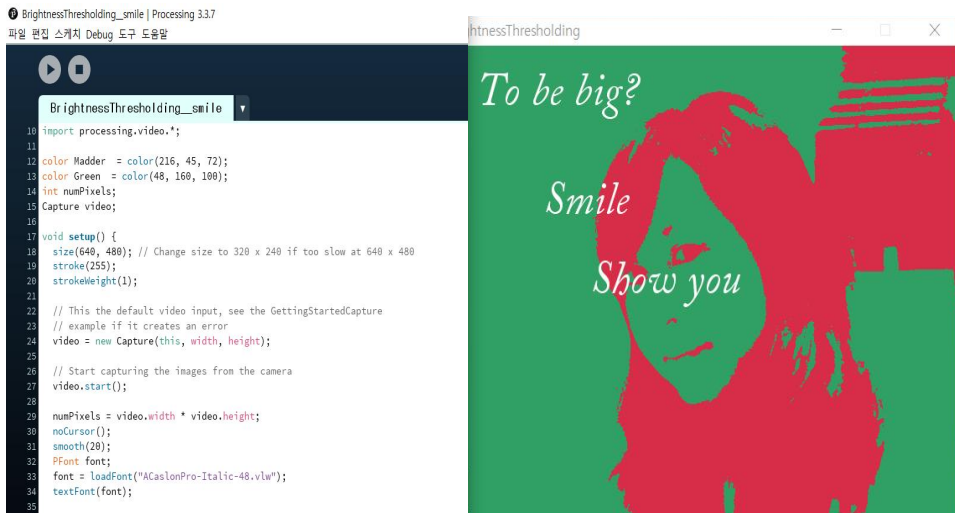 BrightnessThresholding__smile | Processing 3.3.7
파일 편집 스케치 Debug 도구 도움말
BrightnessThresholding__smile
10 import processing.video.*;
11
12 color Madder  = color(216, 45, 72);
13 color Green  = color(48, 160, 100);
14 int numPixels;
15 Capture video;
16
17 void setup() {
18   size(640, 480); // Change size to 320 x 240 if too slow at 640 x 480
19   stroke(255);
20   strokeWeight(1);
21
22   // This the default video input, see the GettingStartedCapture
23   // example if it creates an error
24   video = new Capture(this, width, height);
25
26   // Start capturing the images from the camera
27   video.start();
28
29   numPixels = video.width * video.height;
30   noCursor();
31   smooth(20);
32   PFont font;
33   font = loadFont("ACaslonPro-Italic-48.vlw");
34   textFont(font);
35
htnessThresholding
To be big?
Smile
Show you